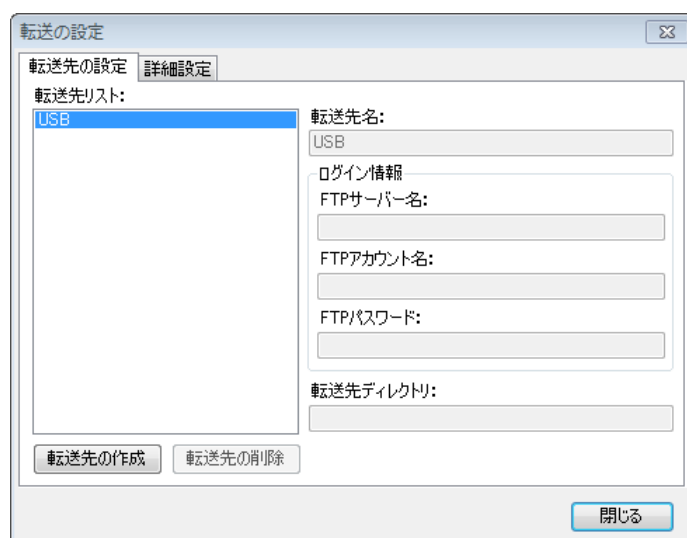 転送の設定
転送先の設定
詳細設定
転送先リスト:
USB
転送先名:
USB
ログイン情報
FTPサーバー名:
FTPアカウント名:
FTPパスワード:
転送先ディレクトリ:
転送先の作成
転送先の削除
閉じる